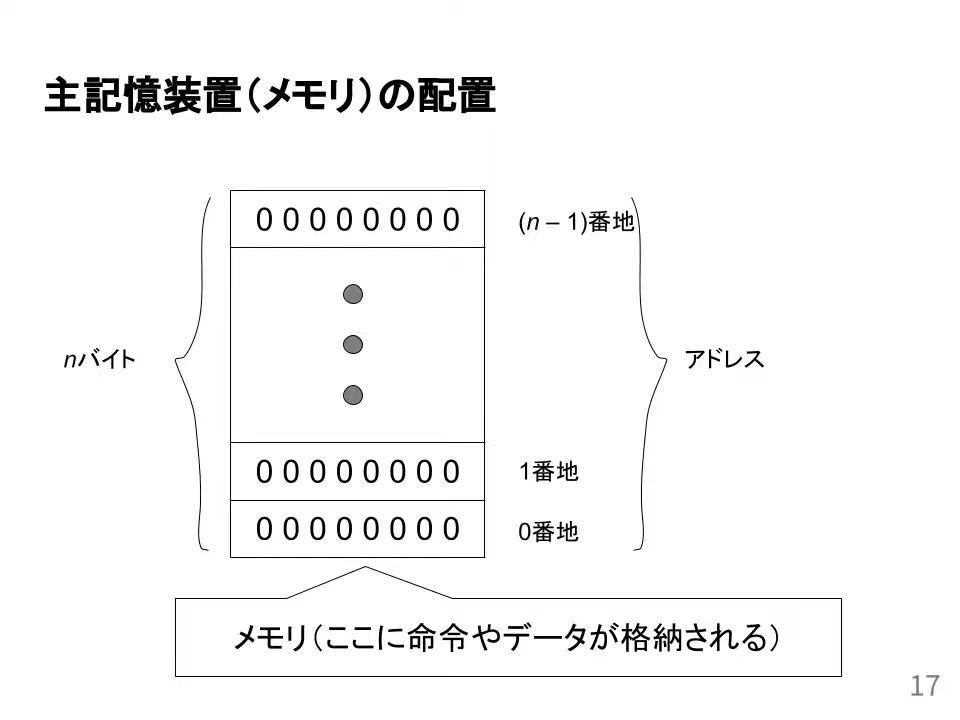 主記憶装置（メモリ）の配置
0 0 0 0 0 0 0 0
(n – 1)番地
nバイト
アドレス
0 0 0 0 0 0 0 0
1番地
0 0 0 0 0 0 0 0
0番地
メモリ（ここに命令やデータが格納される）
17